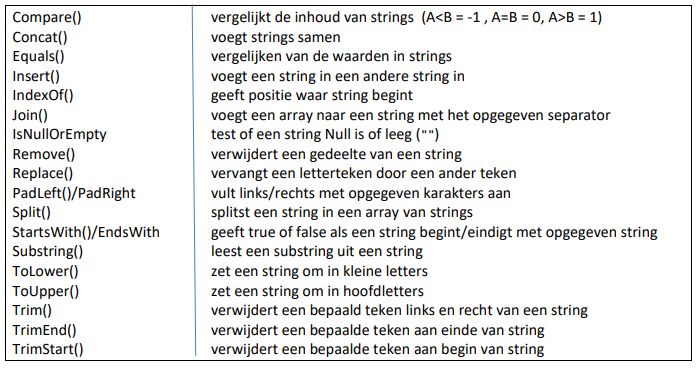 Compare() vergelijkt de inhoud van strings (A<B = -1 , A=B = 0, A>B = 1)
Concat() voegt strings samen
Equals() vergelijken van de waarden in strings
Insert() voegt een string in een andere string in
IndexOf() geeft positie waar string begint
Join() voegt een array naar een string met het opgegeven separator
IsNullOrEmpty test of een string Null is of leeg ("")
Remove() verwijdert een gedeelte van een string
Replace() vervangt een letterteken door een ander teken
PadLeft()/PadRight vult links/rechts met opgegeven karakters aan
Split() splitst een string in een array van strings
StartsWith()/EndsWith geeft true of false als een string begint/eindigt met opgegeven string
Substring() leest een substring uit een string
ToLower() zet een string om in kleine letters
ToUpper() zet een string om in hoofdletters
Trim() verwijdert een bepaald teken links en recht van een string
TrimEnd() verwijdert een bepaalde teken aan einde van string
TrimStart() verwijdert een bepaalde teken aan begin van string